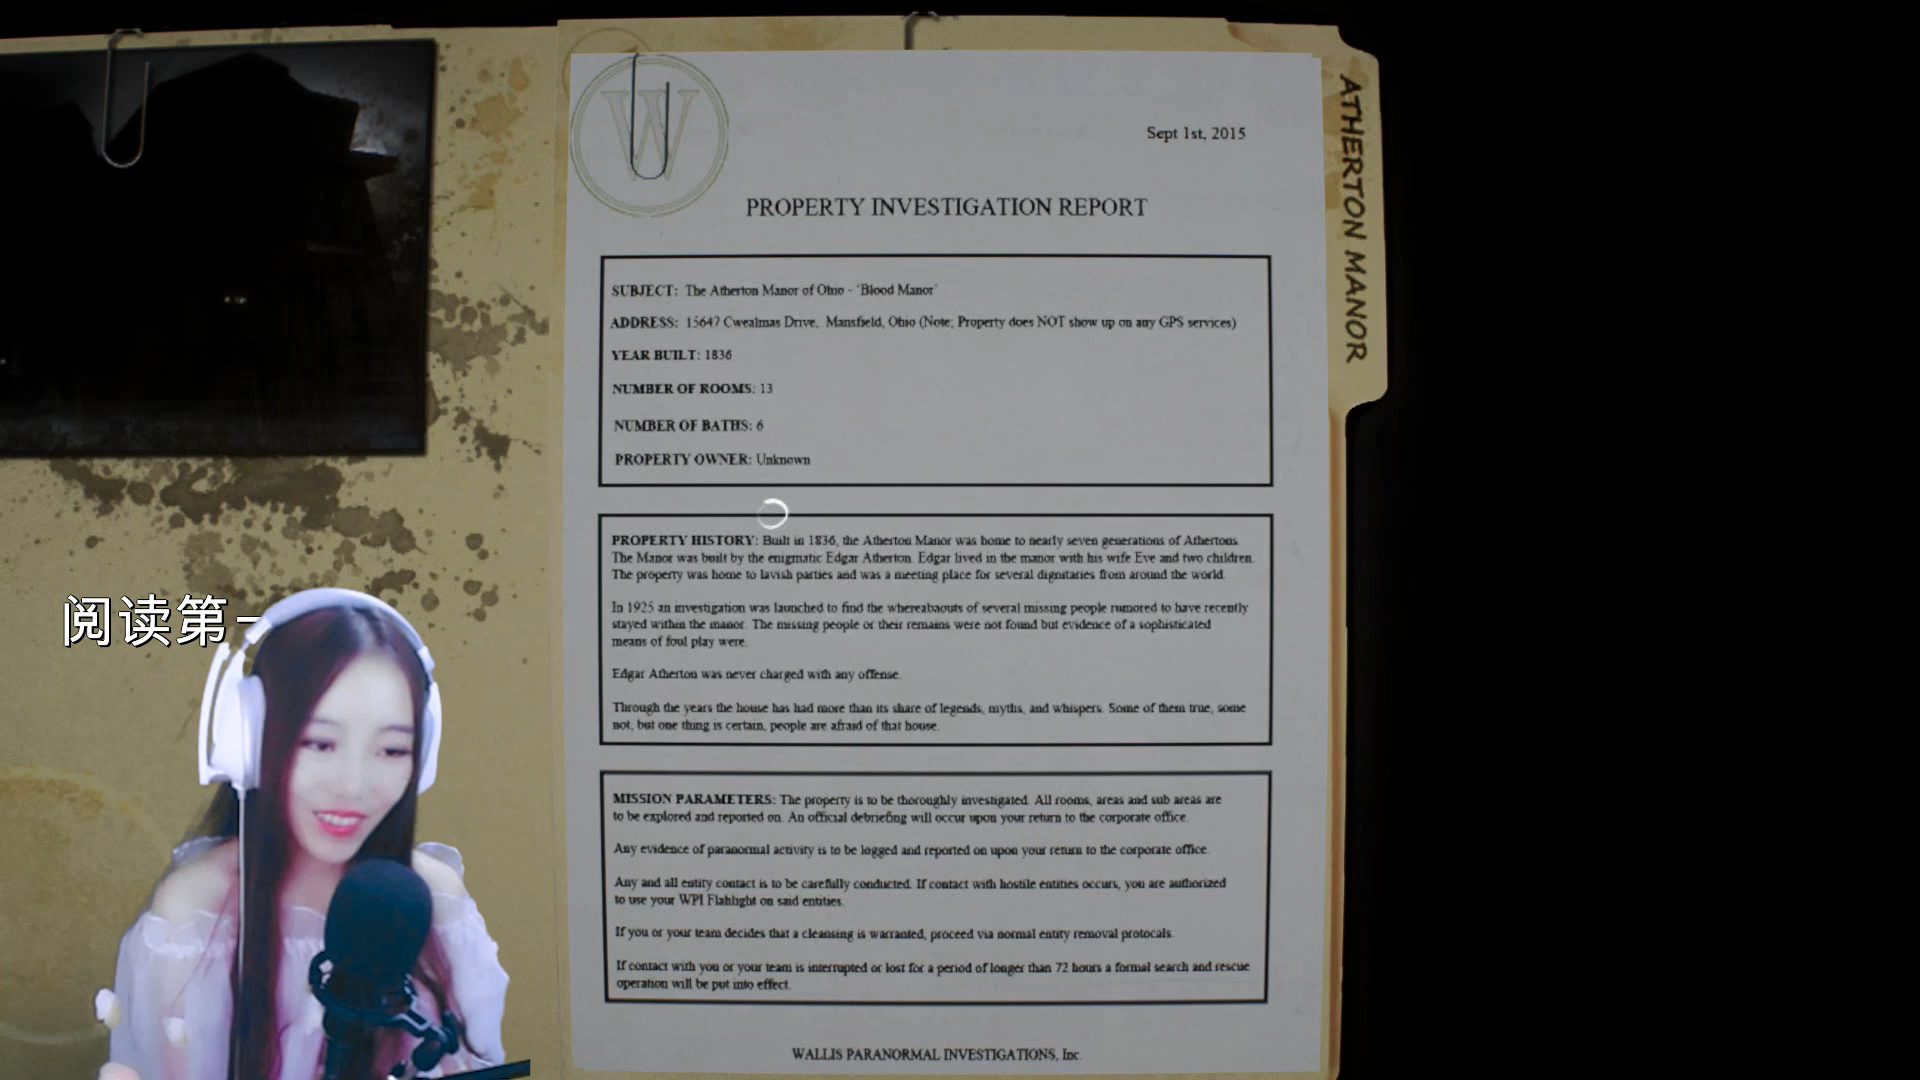 W
Sept 1st, 2015
PROPERTY INVESTIGATION REPORT
SUBJECT: The Atherton Manor of Ohio - 'Blood Manor'
ADDRESS: 15647 Cwealmas Drive, Mansfield, Ohio (Note; Property does NOT show up on any GPS services)
YEAR BUILT: 1836
NUMBER OF ROOMS: 13
NUMBER OF BATHS: 6
PROPERTY OWNER: Unknown
PROPERTY HISTORY: Built in 1836, the Atherton Manor was home to nearly seven generations of Athertons.
The Manor was built by the enigmatic Edgar Atherton. Edgar lived in the manor with his wife Eve and two children.
The property was home to lavish parties and was a meeting place for several dignitaries from around the world.
In 1925 an investigation was launched to find the whereabaouts of several missing people rumored to have recently
stayed within the manor. The missing people or their remains were not found but evidence of a sophisticated
means of foul play were.
Edgar Atherton was never charged with any offense.
Through the years the house has had more than its share of legends, myths, and whispers. Some of them true, some
not, but one thing is certain, people are afraid of that house.
MISSION PARAMETERS: The property is to be thoroughly investigated. All rooms, areas and sub areas are
to be explored and reported on. An official debriefing will occur upon your return to the corporate office.
Any evidence of paranormal activity is to be logged and reported on upon your return to the corporate office.
Any and all entity contact is to be carefully conducted. If contact with hostile entities occurs, you are authorized
to use your WPI Flahlight on said entities.
If you or your team decides that a cleansing is warranted, proceed via normal entity removal protocals.
If contact with you or your team is interrupted or lost for a period of longer than 72 hours a formal search and rescue
operation will be put into effect.
WALLIS PARANORMAL INVESTIGATIONS, Inc.
ATHERTON MANOR
阅读第一